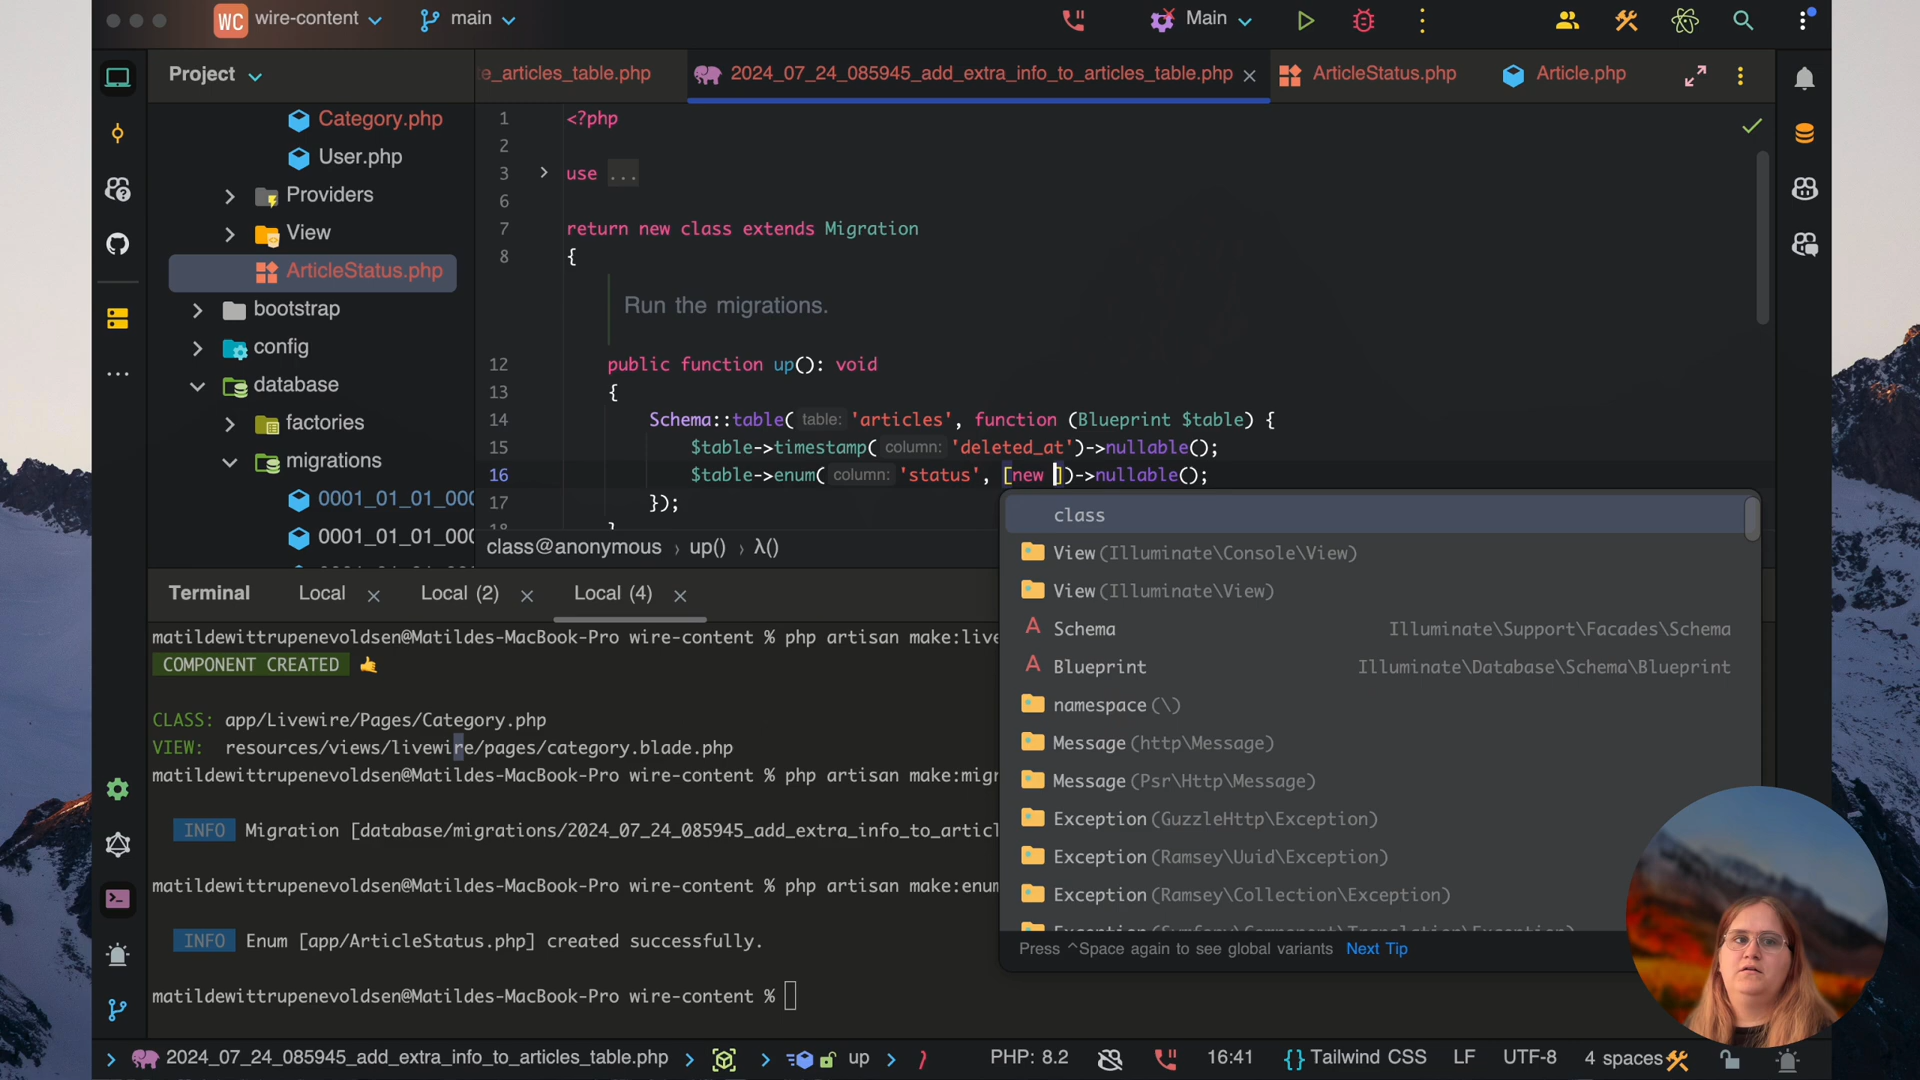 WC wire-content main Main
Project
e_articles_table.php 2024_07_24_085945_add_extra_info_to_articles_table.php ArticleStatus.php Article.php
Category.php
User.php
Providers
View
ArticleStatus.php
bootstrap
config
database
factories
migrations
0001_01_01_000
0001_01_01_000
1 <?php
2
3 use ...
6
7 return new class extends Migration
8 {
Run the migrations.
12 public function up(): void
13 {
14 Schema::table( table: 'articles', function (Blueprint $table) {
15 $table->timestamp( column: 'deleted_at')->nullable();
16 $table->enum( column: 'status', [new ])->nullable();
17 });
18 }
class@anonymous › up() › λ()
class
View (Illuminate\Console\View)
View (Illuminate\View)
Schema Illuminate\Support\Facades\Schema
Blueprint Illuminate\Database\Schema\Blueprint
namespace (\)
Message (http\Message)
Message (Psr\Http\Message)
Exception (GuzzleHttp\Exception)
Exception (Ramsey\Uuid\Exception)
Exception (Ramsey\Collection\Exception)
Press ^Space again to see global variants Next Tip
Terminal Local Local (2) Local (4)
matildewittrupenevoldsen@Matildes-MacBook-Pro wire-content % php artisan make:live
COMPONENT CREATED 🤙
CLASS: app/Livewire/Pages/Category.php
VIEW: resources/views/livewire/pages/category.blade.php
matildewittrupenevoldsen@Matildes-MacBook-Pro wire-content % php artisan make:migr
INFO Migration [database/migrations/2024_07_24_085945_add_extra_info_to_articl
matildewittrupenevoldsen@Matildes-MacBook-Pro wire-content % php artisan make:enum
INFO Enum [app/ArticleStatus.php] created successfully.
matildewittrupenevoldsen@Matildes-MacBook-Pro wire-content %
2024_07_24_085945_add_extra_info_to_articles_table.php up PHP: 8.2 16:41 {} Tailwind CSS LF UTF-8 4 spaces